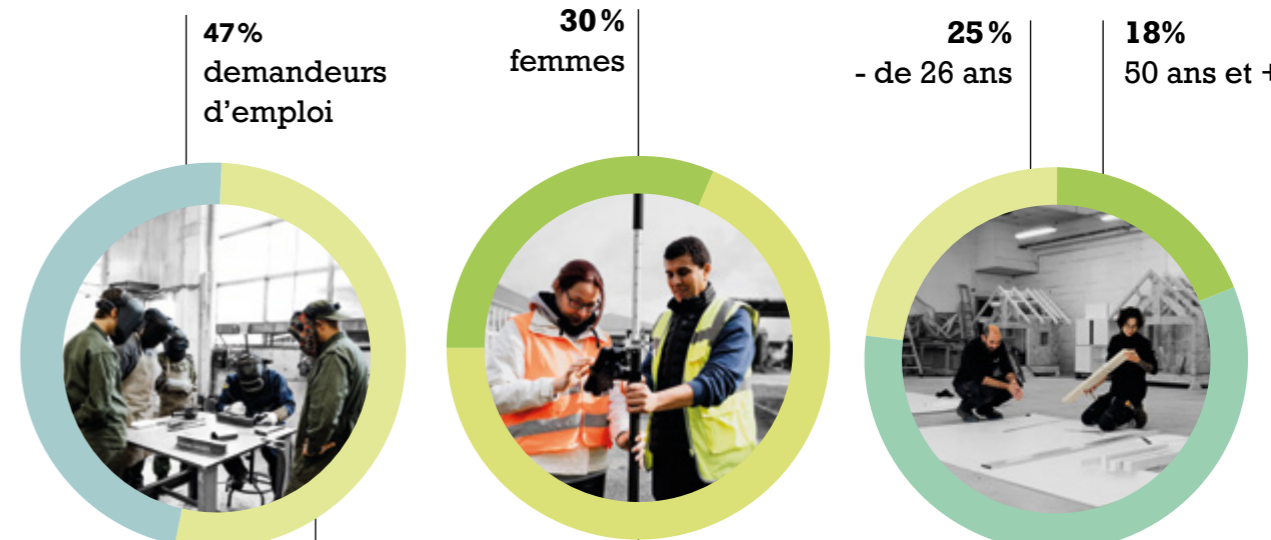 47%
demandeurs
d’emploi
30%
femmes
25%
- de 26 ans
18%
50 ans et +